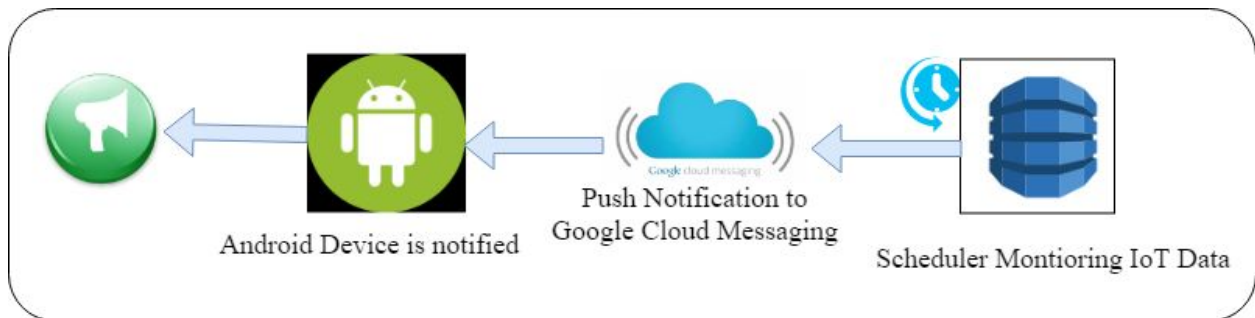 Google cloud messaging
Push Notification to
Google Cloud Messaging
Android Device is notified
Scheduler Montioring IoT Data